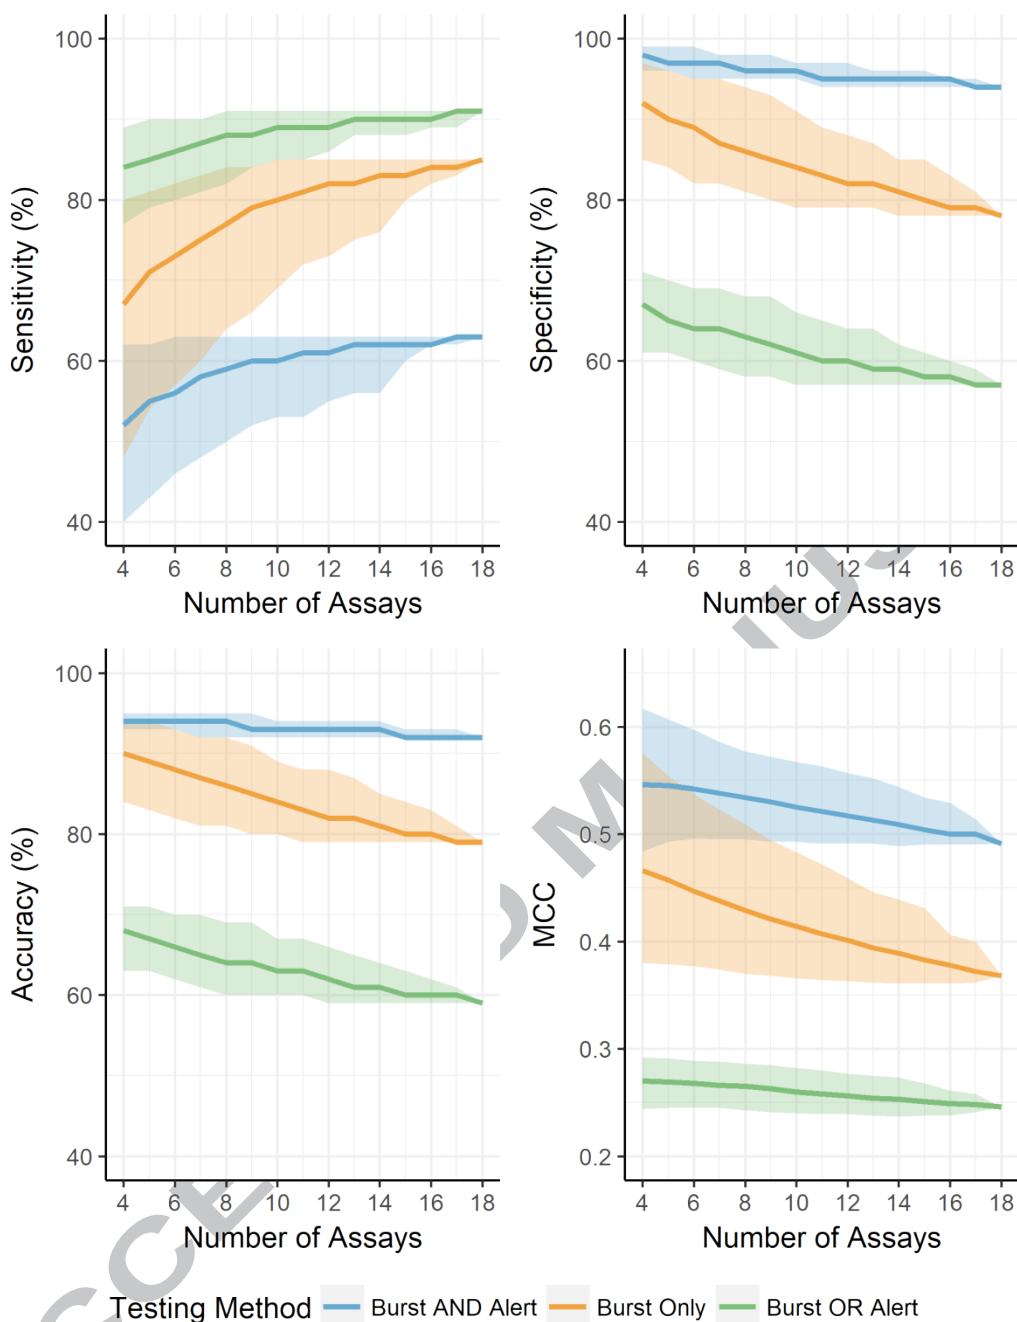 100
80
60
40
Sensitivity (%)
4 6 8 10 12 14 16 18
Number of Assays
100
80
60
40
Specificity (%)
4 6 8 10 12 14 16 18
Number of Assays
100
80
60
40
Accuracy (%)
4 6 8 10 12 14 16 18
Number of Assays
0.6
0.5
0.4
0.3
0.2
MCC
4 6 8 10 12 14 16 18
Number of Assays
Testing Method Burst AND Alert Burst Only Burst OR Alert